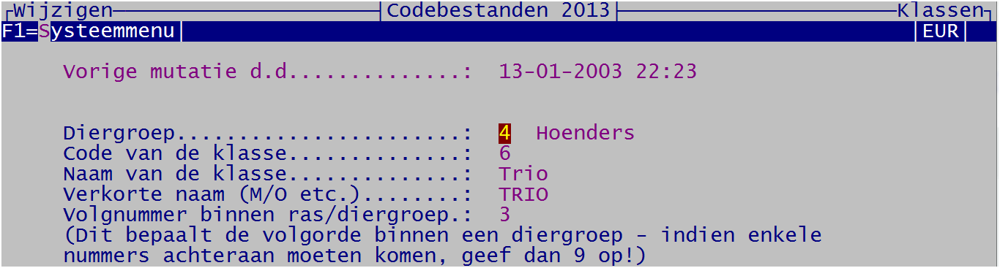 Wijzigen Codebestanden 2013 Klassen
F1=Systeemmenu| |EUR|
Vorige mutatie d.d..............: 13-01-2003 22:23
Diergroep.......................: 4 Hoenders
Code van de klasse..............: 6
Naam van de klasse..............: Trio
Verkorte naam (M/O etc.)........: TRIO
Volgnummer binnen ras/diergroep.: 3
(Dit bepaalt de volgorde binnen een diergroep - indien enkele
nummers achteraan moeten komen, geef dan 9 op!)